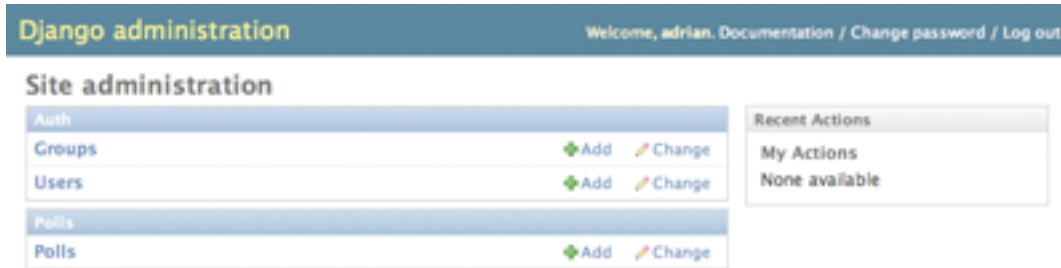 Django administration
Welcome, adrian. Documentation / Change password / Log out
Site administration
Auth
Groups Add Change
Users Add Change
Polls
Polls Add Change
Recent Actions
My Actions
None available